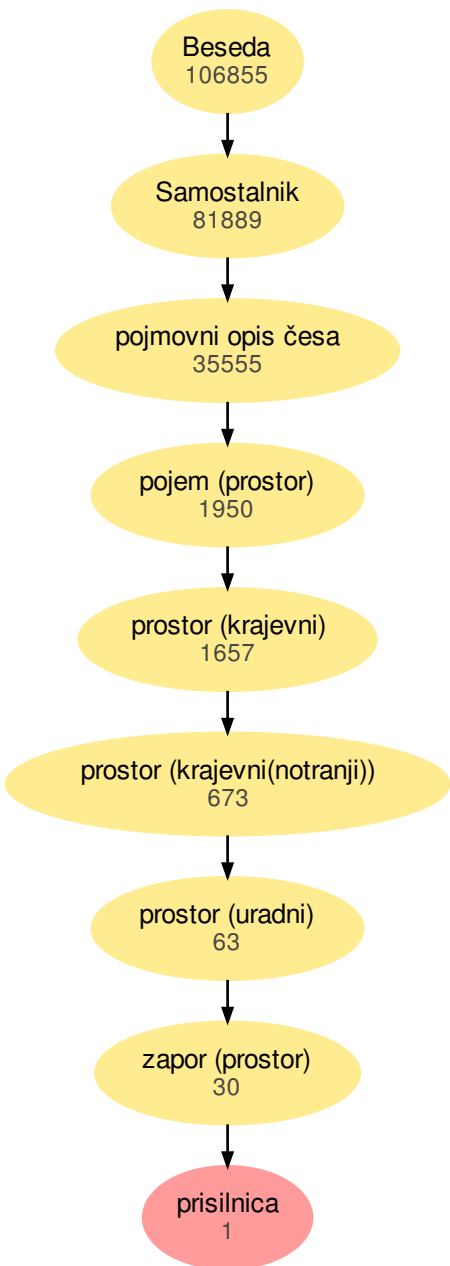 Beseda
106855
Samostalnik
81889
pojmovni opis česa
35555
pojem (prostor)
1950
prostor (krajevni)
1657
prostor (krajevni(notranji))
673
prostor (uradni)
63
zapor (prostor)
30
prisilnica
1